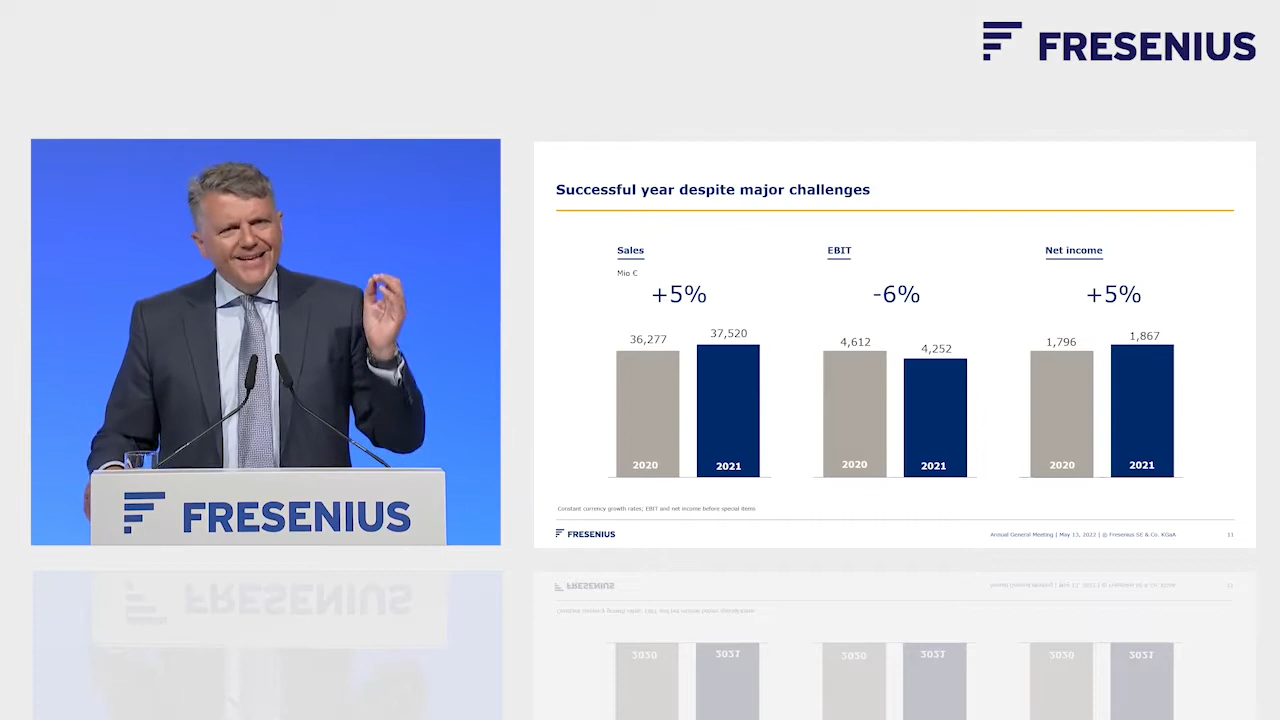 FRESENIUS
FRESENIUS
Successful year despite major challenges
Sales
Mio €
+5%
36,277
37,520
2020
2021
EBIT
-6%
4,612
4,252
2020
2021
Net income
+5%
1,796
1,867
2020
2021
Constant currency growth rates; EBIT and net income before special items
FRESENIUS
Annual General Meeting | May 13, 2022 | © Fresenius SE & Co. KGaA
11